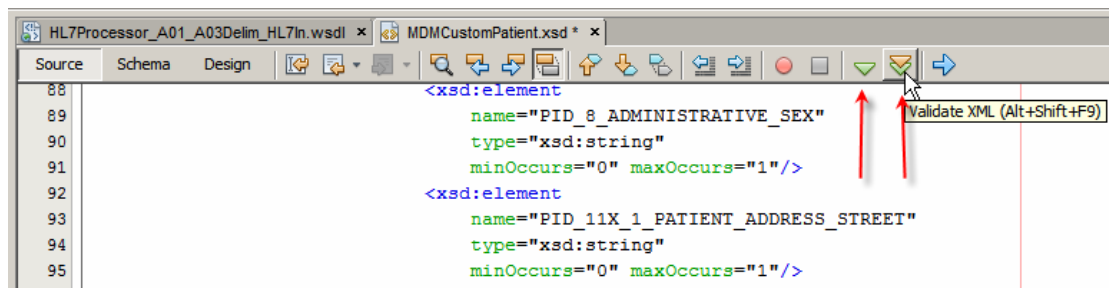 HL7Processor_A01_A03Delim_HL7In.wsdl × MDMCustomPatient.xsd * ×
Source Schema Design
88 <xsd:element
89 name="PID_8_ADMINISTRATIVE_SEX"
Validate XML (Alt+Shift+F9)
90 type="xsd:string"
91 minOccurs="0" maxOccurs="1"/>
92 <xsd:element
93 name="PID_11X_1_PATIENT_ADDRESS_STREET"
94 type="xsd:string"
95 minOccurs="0" maxOccurs="1"/>